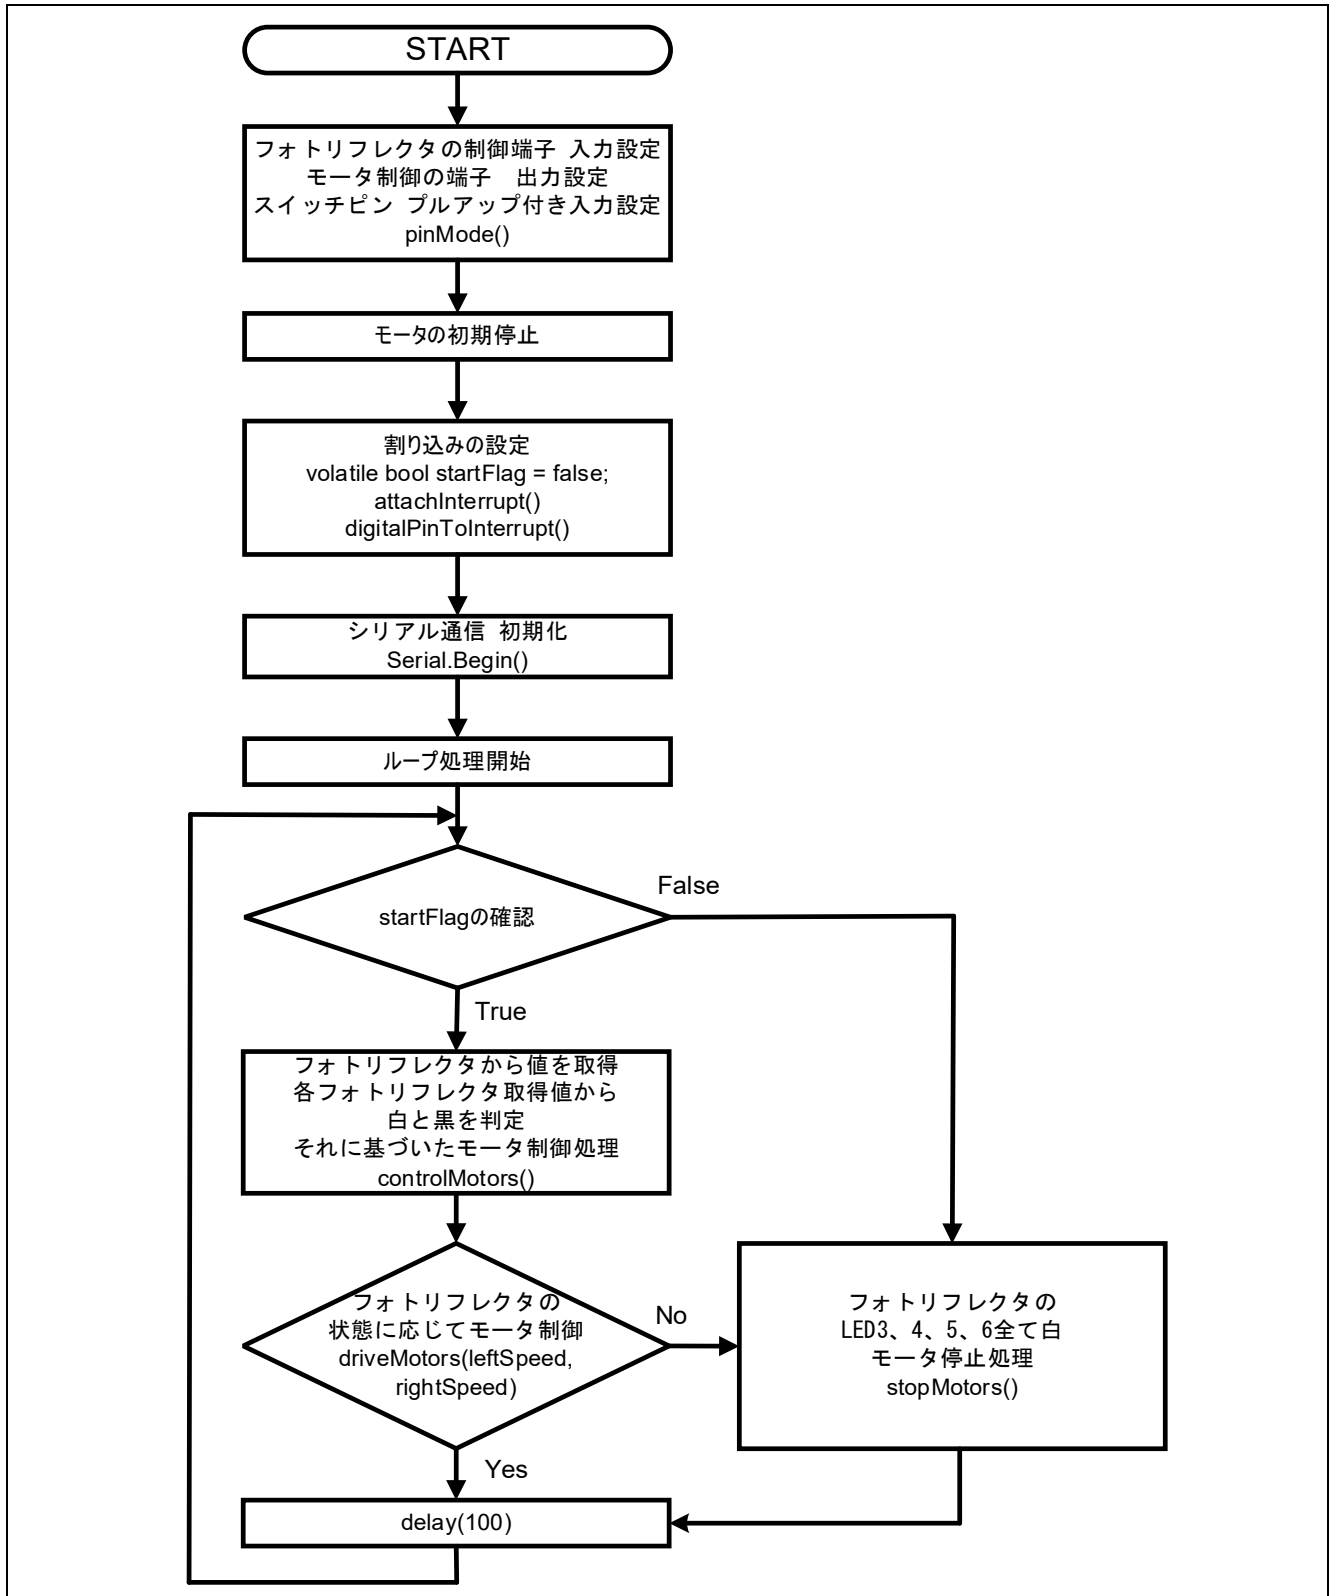 START
フォトリフレクタの制御端子 入力設定
モータ制御の端子　出力設定
スイッチピン プルアップ付き入力設定
pinMode()
モータの初期停止
割り込みの設定
volatile bool startFlag = false;
attachInterrupt()
digitalPinToInterrupt()
シリアル通信 初期化
Serial.Begin()
ループ処理開始
startFlagの確認
False
True
フォトリフレクタから値を取得
各フォトリフレクタ取得値から
白と黒を判定
それに基づいたモータ制御処理
controlMotors()
フォトリフレクタの
状態に応じてモータ制御
driveMotors(leftSpeed,
rightSpeed)
No
フォトリフレクタの
LED3、4、5、6全て白
モータ停止処理
stopMotors()
Yes
delay(100)